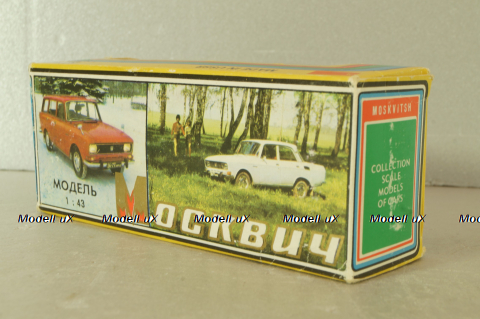 МОДЕЛЬ
1:43
МОСКВИЧ
MOSKVITSH
COLLECTION
SCALE
MODELS
OF CARS
Modell uX Modell uX Modell uX Modell uX Modell uX Mode